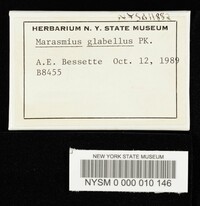 HERBARIUM N. Y. STATE MUSEUM
Marasmius glabellus PK.
A.E. Bessette Oct. 12, 1989
B8455
NEW YORK STATE MUSEUM
NYSM 0 000 010 146